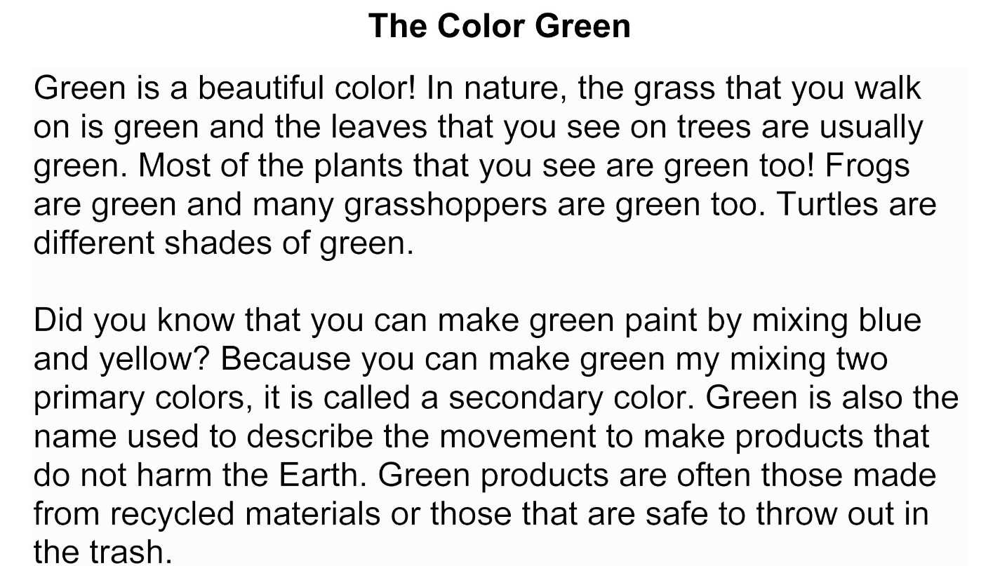 The Color Green
Green is a beautiful color! In nature, the grass that you walk
on is green and the leaves that you see on trees are usually
green. Most of the plants that you see are green too! Frogs
are green and many grasshoppers are green too. Turtles are
different shades of green.
Did you know that you can make green paint by mixing blue
and yellow? Because you can make green my mixing two
primary colors, it is called a secondary color. Green is also the
name used to describe the movement to make products that
do not harm the Earth. Green products are often those made
from recycled materials or those that are safe to throw out in
the trash.